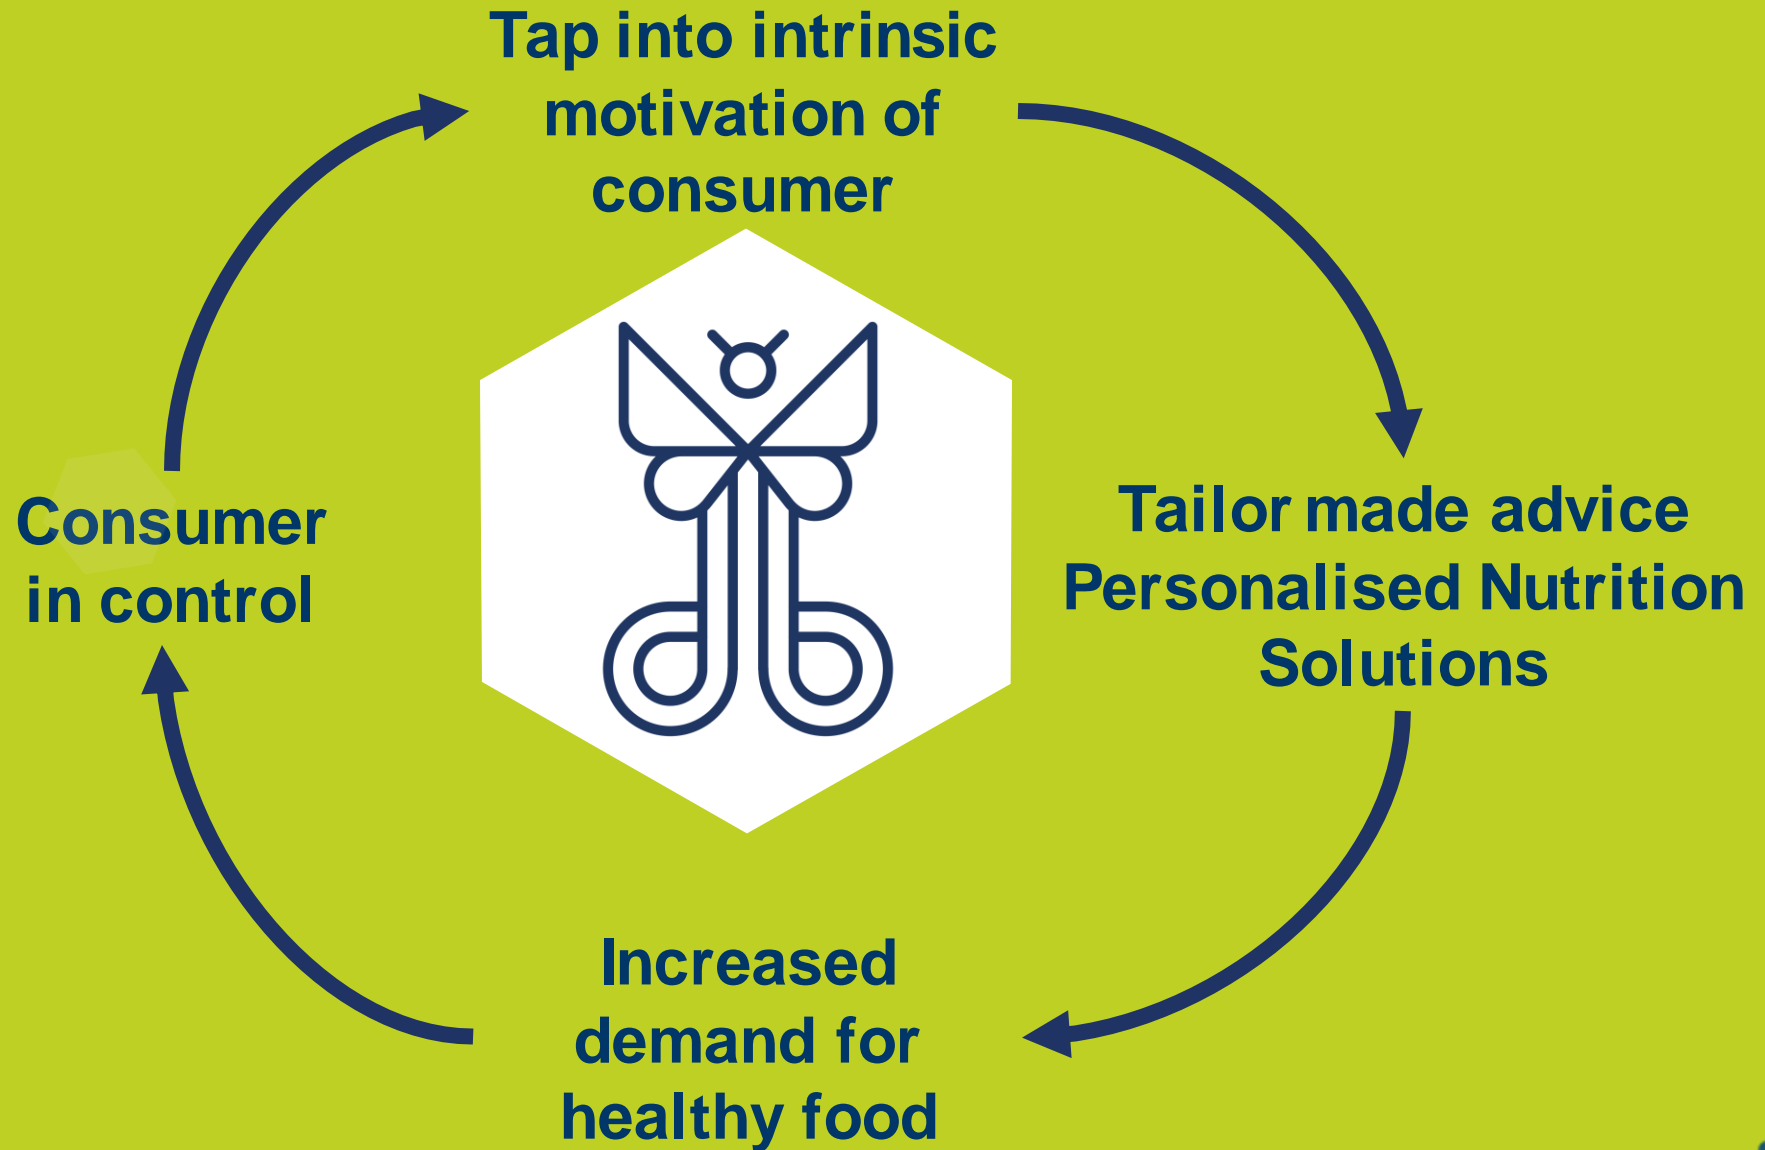 Tap into intrinsic
motivation of
consumer
Tailor made advice
Personalised Nutrition
Solutions
Increased
demand for
healthy food
Consumer
in control